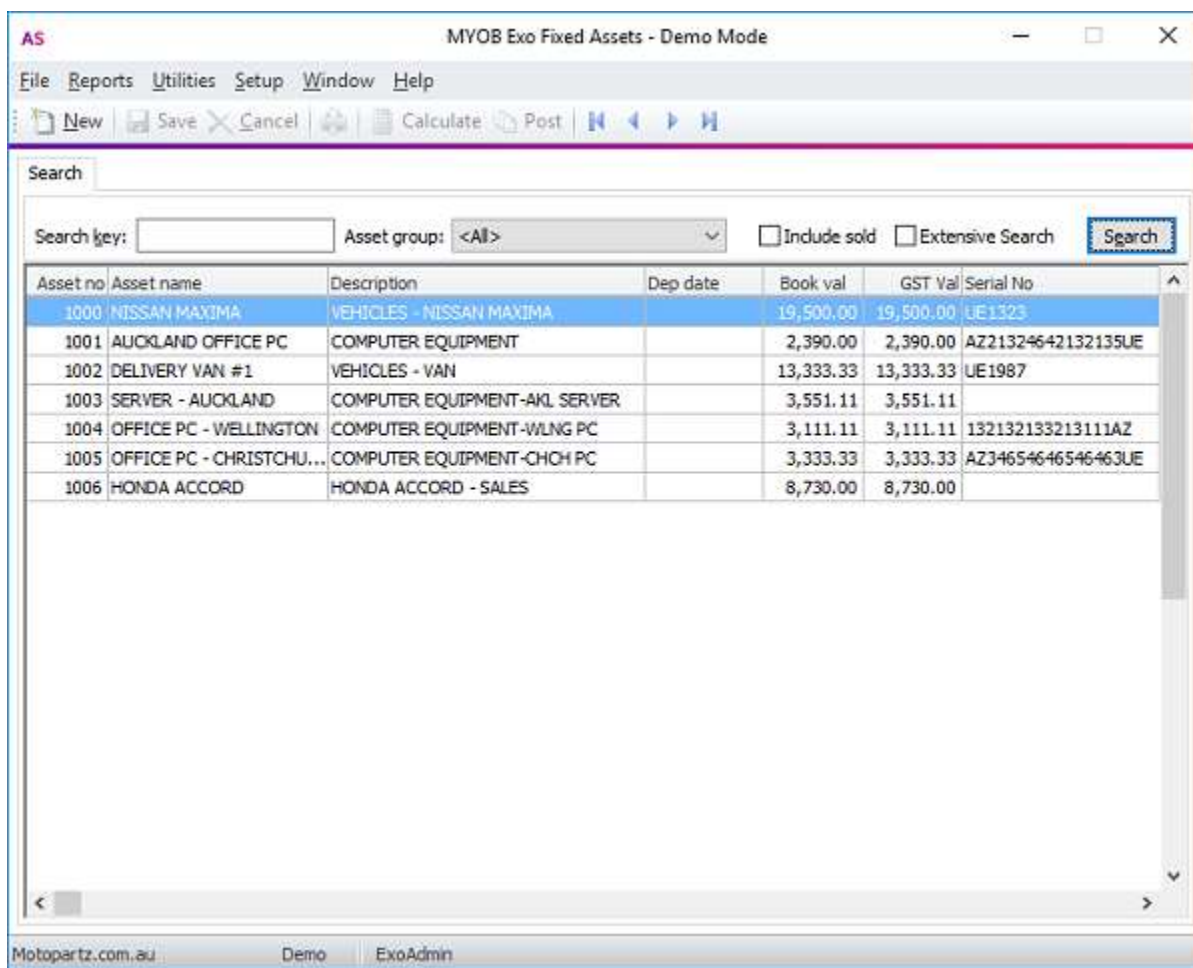 AS MYOB Exo Fixed Assets - Demo Mode
File Reports Utilities Setup Window Help
New Save Cancel Calculate Post
Search
Search key: Asset group: <All> Include sold Extensive Search Search
Asset no Asset name Description Dep date Book val GST Val Serial No
1000 NISSAN MAXIMA VEHICLES - NISSAN MAXIMA 19,500.00 19,500.00 UE1323
1001 AUCKLAND OFFICE PC COMPUTER EQUIPMENT 2,390.00 2,390.00 AZ21324642132135UE
1002 DELIVERY VAN #1 VEHICLES - VAN 13,333.33 13,333.33 UE1987
1003 SERVER - AUCKLAND COMPUTER EQUIPMENT-AKL SERVER 3,551.11 3,551.11
1004 OFFICE PC - WELLINGTON COMPUTER EQUIPMENT-WLNG PC 3,111.11 3,111.11 132132133213111AZ
1005 OFFICE PC - CHRISTCHU... COMPUTER EQUIPMENT-CHCH PC 3,333.33 3,333.33 AZ34654646546463UE
1006 HONDA ACCORD HONDA ACCORD - SALES 8,730.00 8,730.00
Motopartz.com.au Demo ExoAdmin